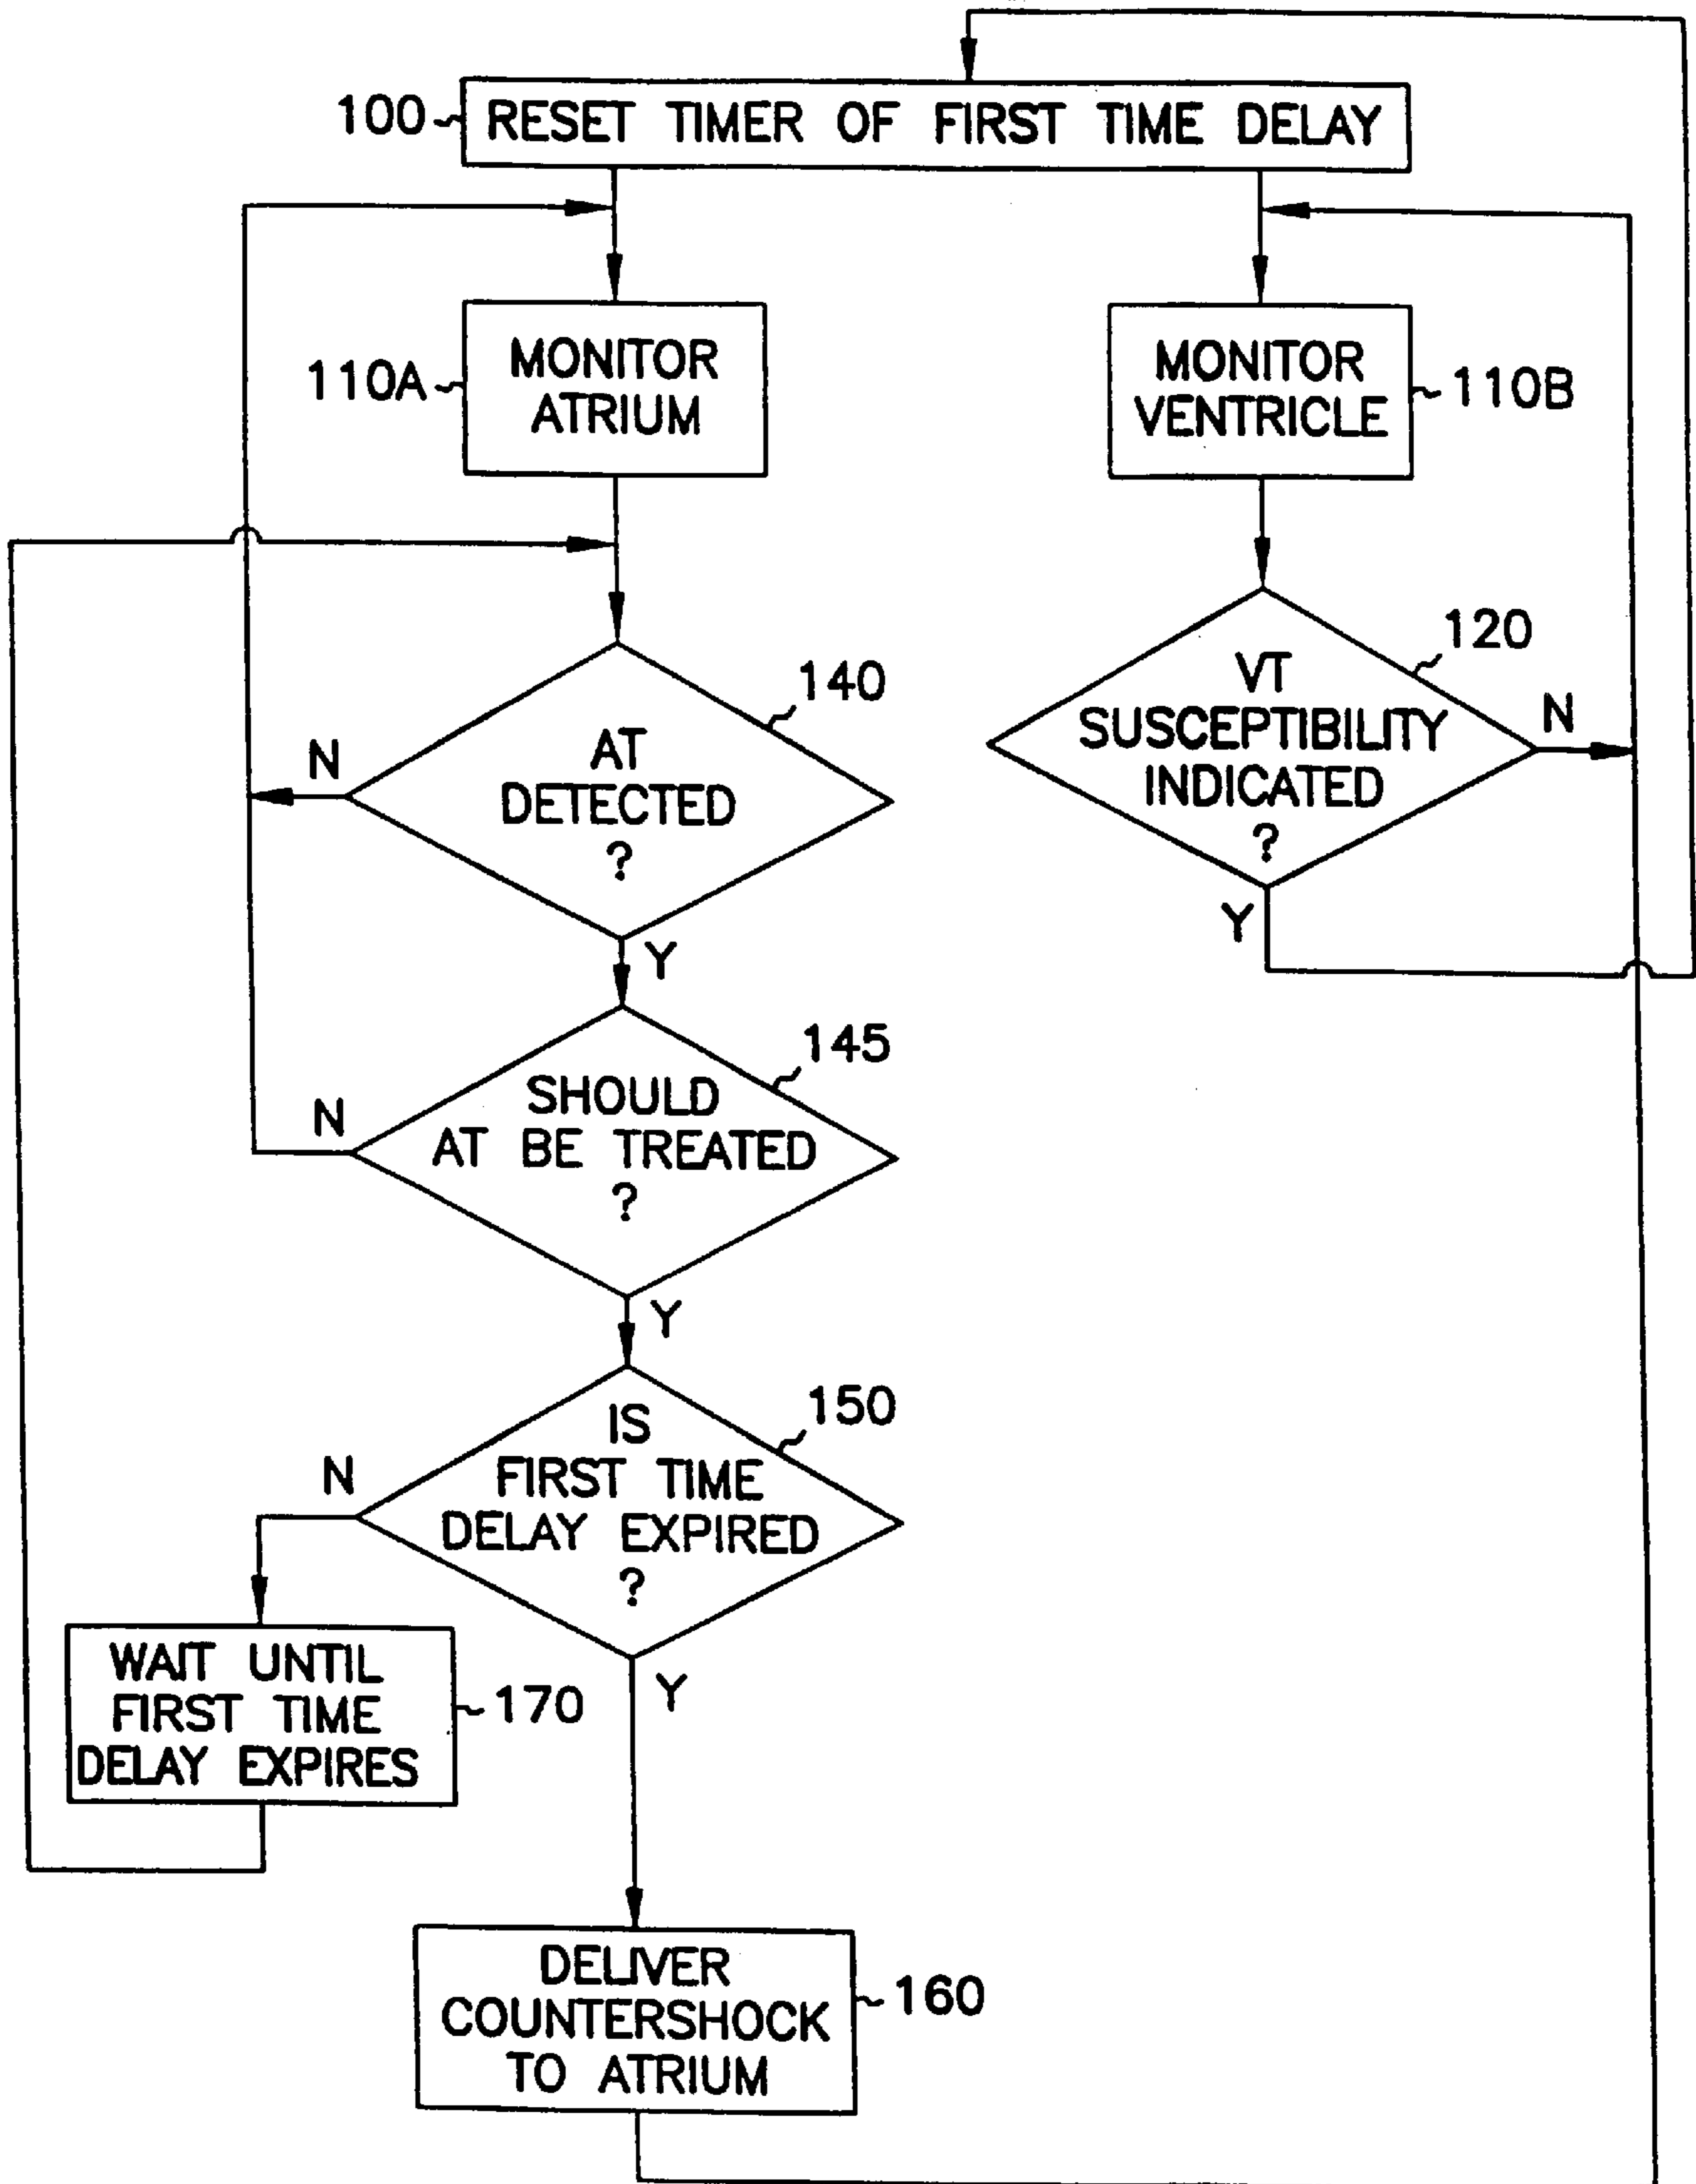 100 RESET TIMER OF FIRST TIME DELAY
110A
MONITOR
ATRIUM
MONITOR
VENTRICLE
110B
120
VT
SUSCEPTIBILITY
INDICATED
?
N
Y
140
AT
DETECTED
?
N
Y
145
SHOULD
AT BE TREATED
?
N
Y
150
IS
FIRST TIME
DELAY EXPIRED
?
N
Y
WAIT UNTIL
FIRST TIME
DELAY EXPIRES
170
DELIVER
COUNTERSHOCK
TO ATRIUM
160